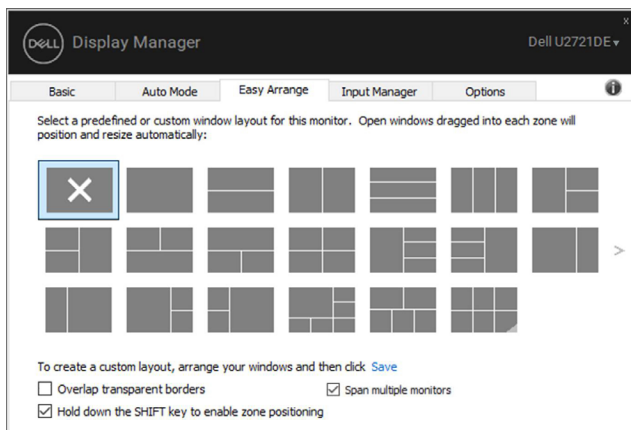 x
DELL Display Manager Dell U2721DE
Basic Auto Mode Easy Arrange Input Manager Options
Select a predefined or custom window layout for this monitor. Open windows dragged into each zone will
position and resize automatically:
To create a custom layout, arrange your windows and then click Save
Overlap transparent borders Span multiple monitors
Hold down the SHIFT key to enable zone positioning